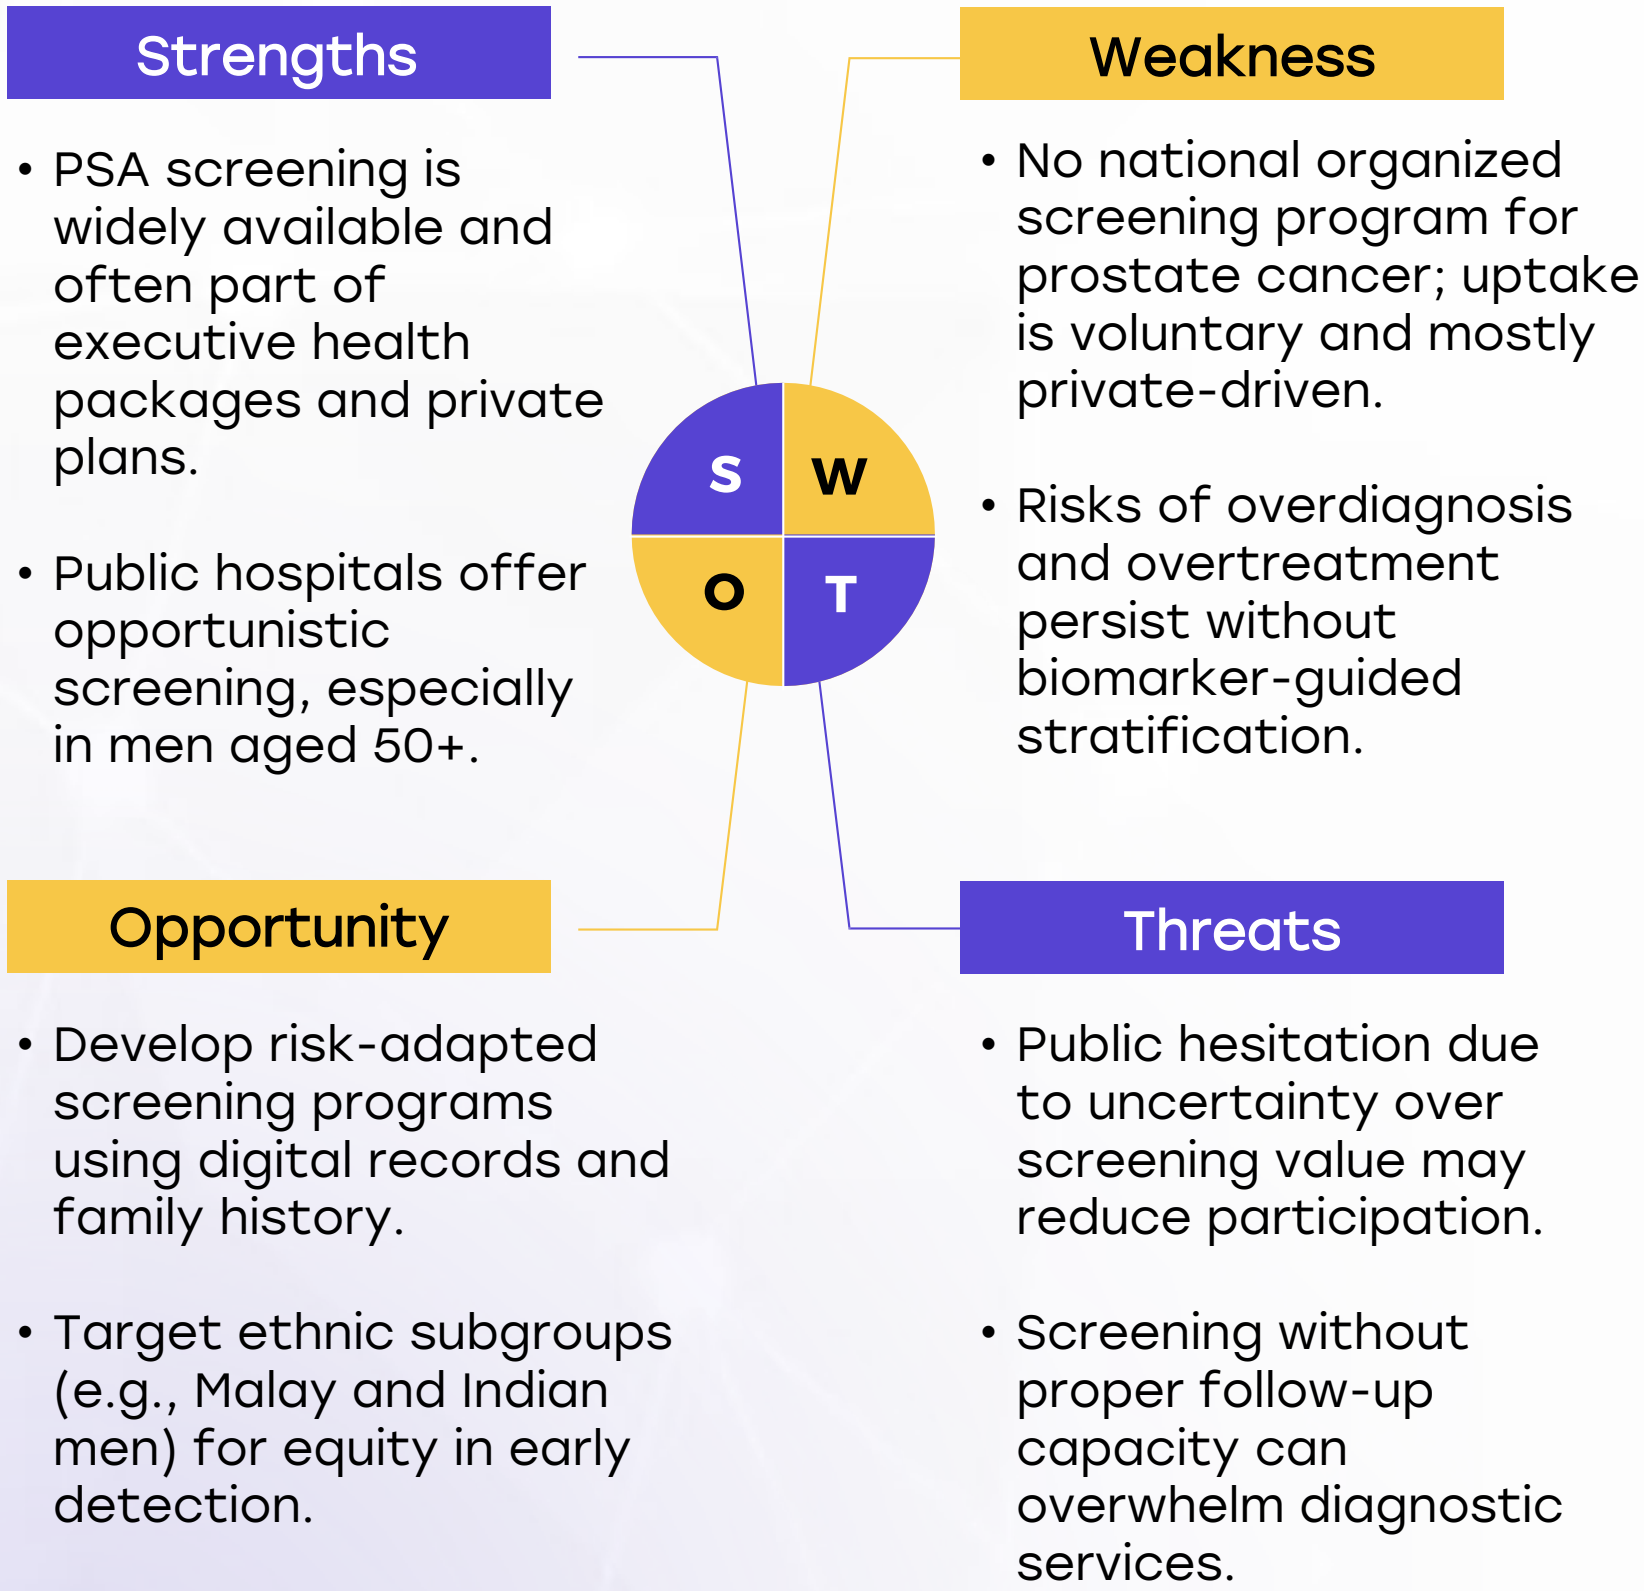 Strengths
• PSA screening is
widely available and
often part of
executive health
packages and private
plans.
• Public hospitals offer
opportunistic
screening, especially
in men aged 50+.
Weakness
• No national organized
screening program for
prostate cancer; uptake
is voluntary and mostly
private-driven.
• Risks of overdiagnosis
and overtreatment
persist without
biomarker-guided
stratification.
S
W
O
T
Opportunity
• Develop risk-adapted
screening programs
using digital records and
family history.
• Target ethnic subgroups
(e.g., Malay and Indian
men) for equity in early
detection.
Threats
• Public hesitation due
to uncertainty over
screening value may
reduce participation.
• Screening without
proper follow-up
capacity can
overwhelm diagnostic
services.